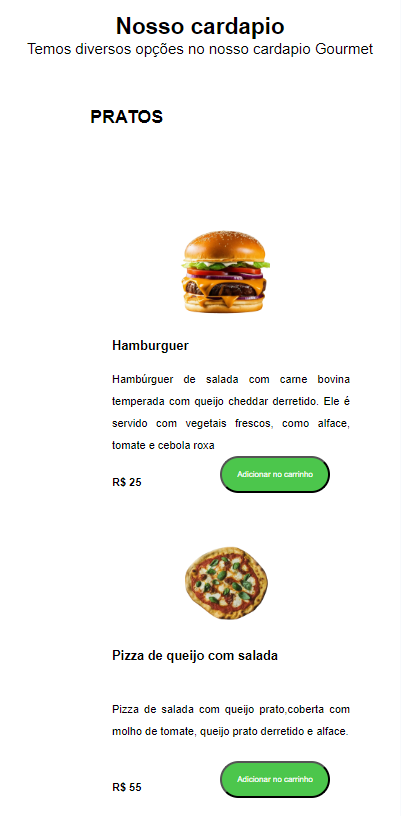 Nosso cardapio
Temos diversos opções no nosso cardapio Gourmet
PRATOS
Hamburguer
Hambúrguer de salada com carne bovina
temperada com queijo cheddar derretido. Ele é
servido com vegetais frescos, como alface,
tomate e cebola roxa
R$ 25
Adicionar no carrinho
Pizza de queijo com salada
Pizza de salada com queijo prato,coberta com
molho de tomate, queijo prato derretido e alface.
R$ 55
Adicionar no carrinho